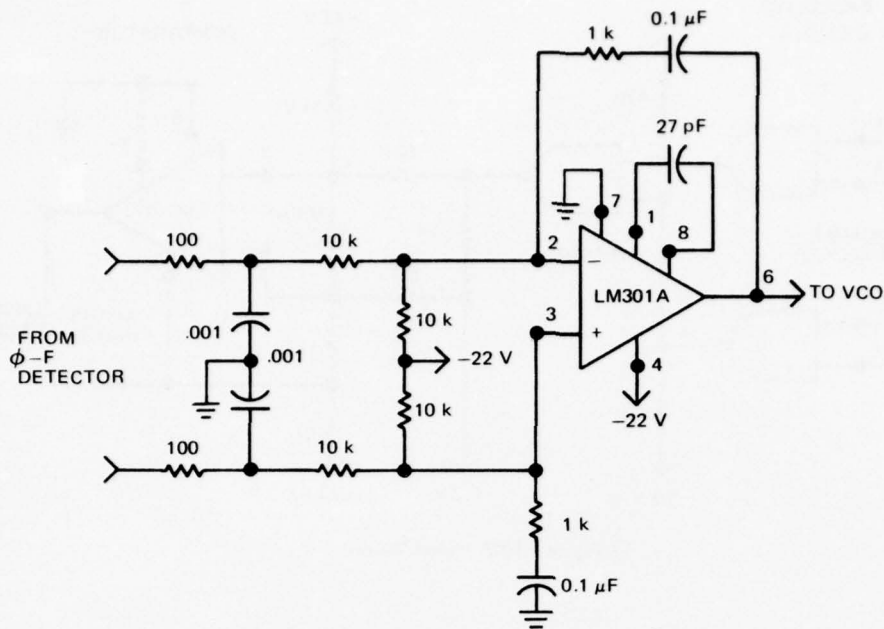 0.1 µF
1 k
27 pF
7
1
8
100
10 k
2
−
6
LM301A
TO VCO
10 k
.001
3
FROM
ϕ–F
DETECTOR
.001
−22 V
+
4
10 k
−22 V
100
10 k
1 k
0.1 µF